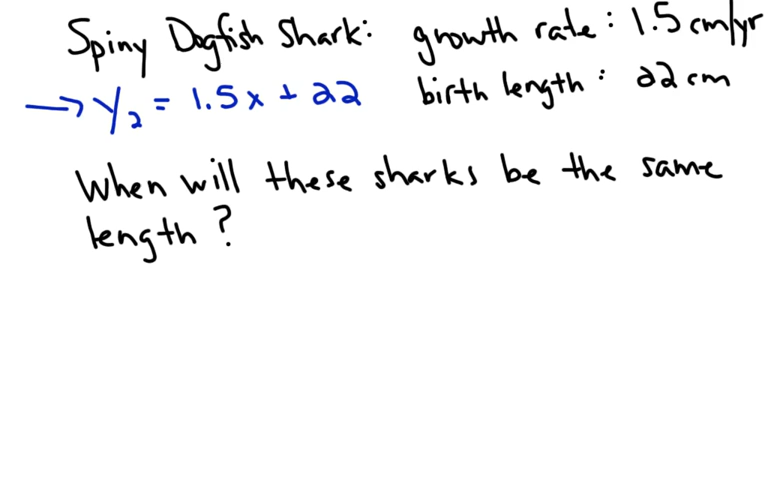 Spiny Dogfish Shark: growth rate: 1.5 cm/yr
→ y₂ = 1.5x + 22 birth length: 22 cm
When will these sharks be the same
length?